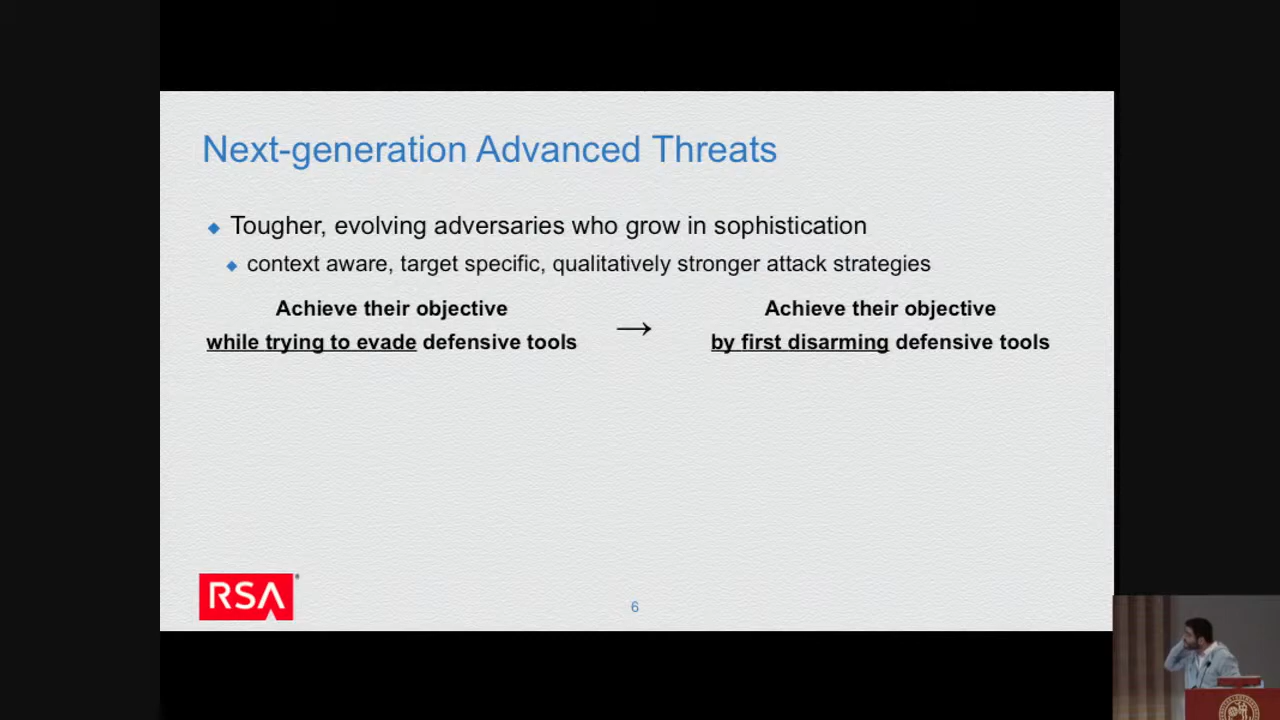 Next-generation Advanced Threats
Tougher, evolving adversaries who grow in sophistication
context aware, target specific, qualitatively stronger attack strategies
Achieve their objective
while trying to evade defensive tools
→
Achieve their objective
by first disarming defensive tools
RSA®
6